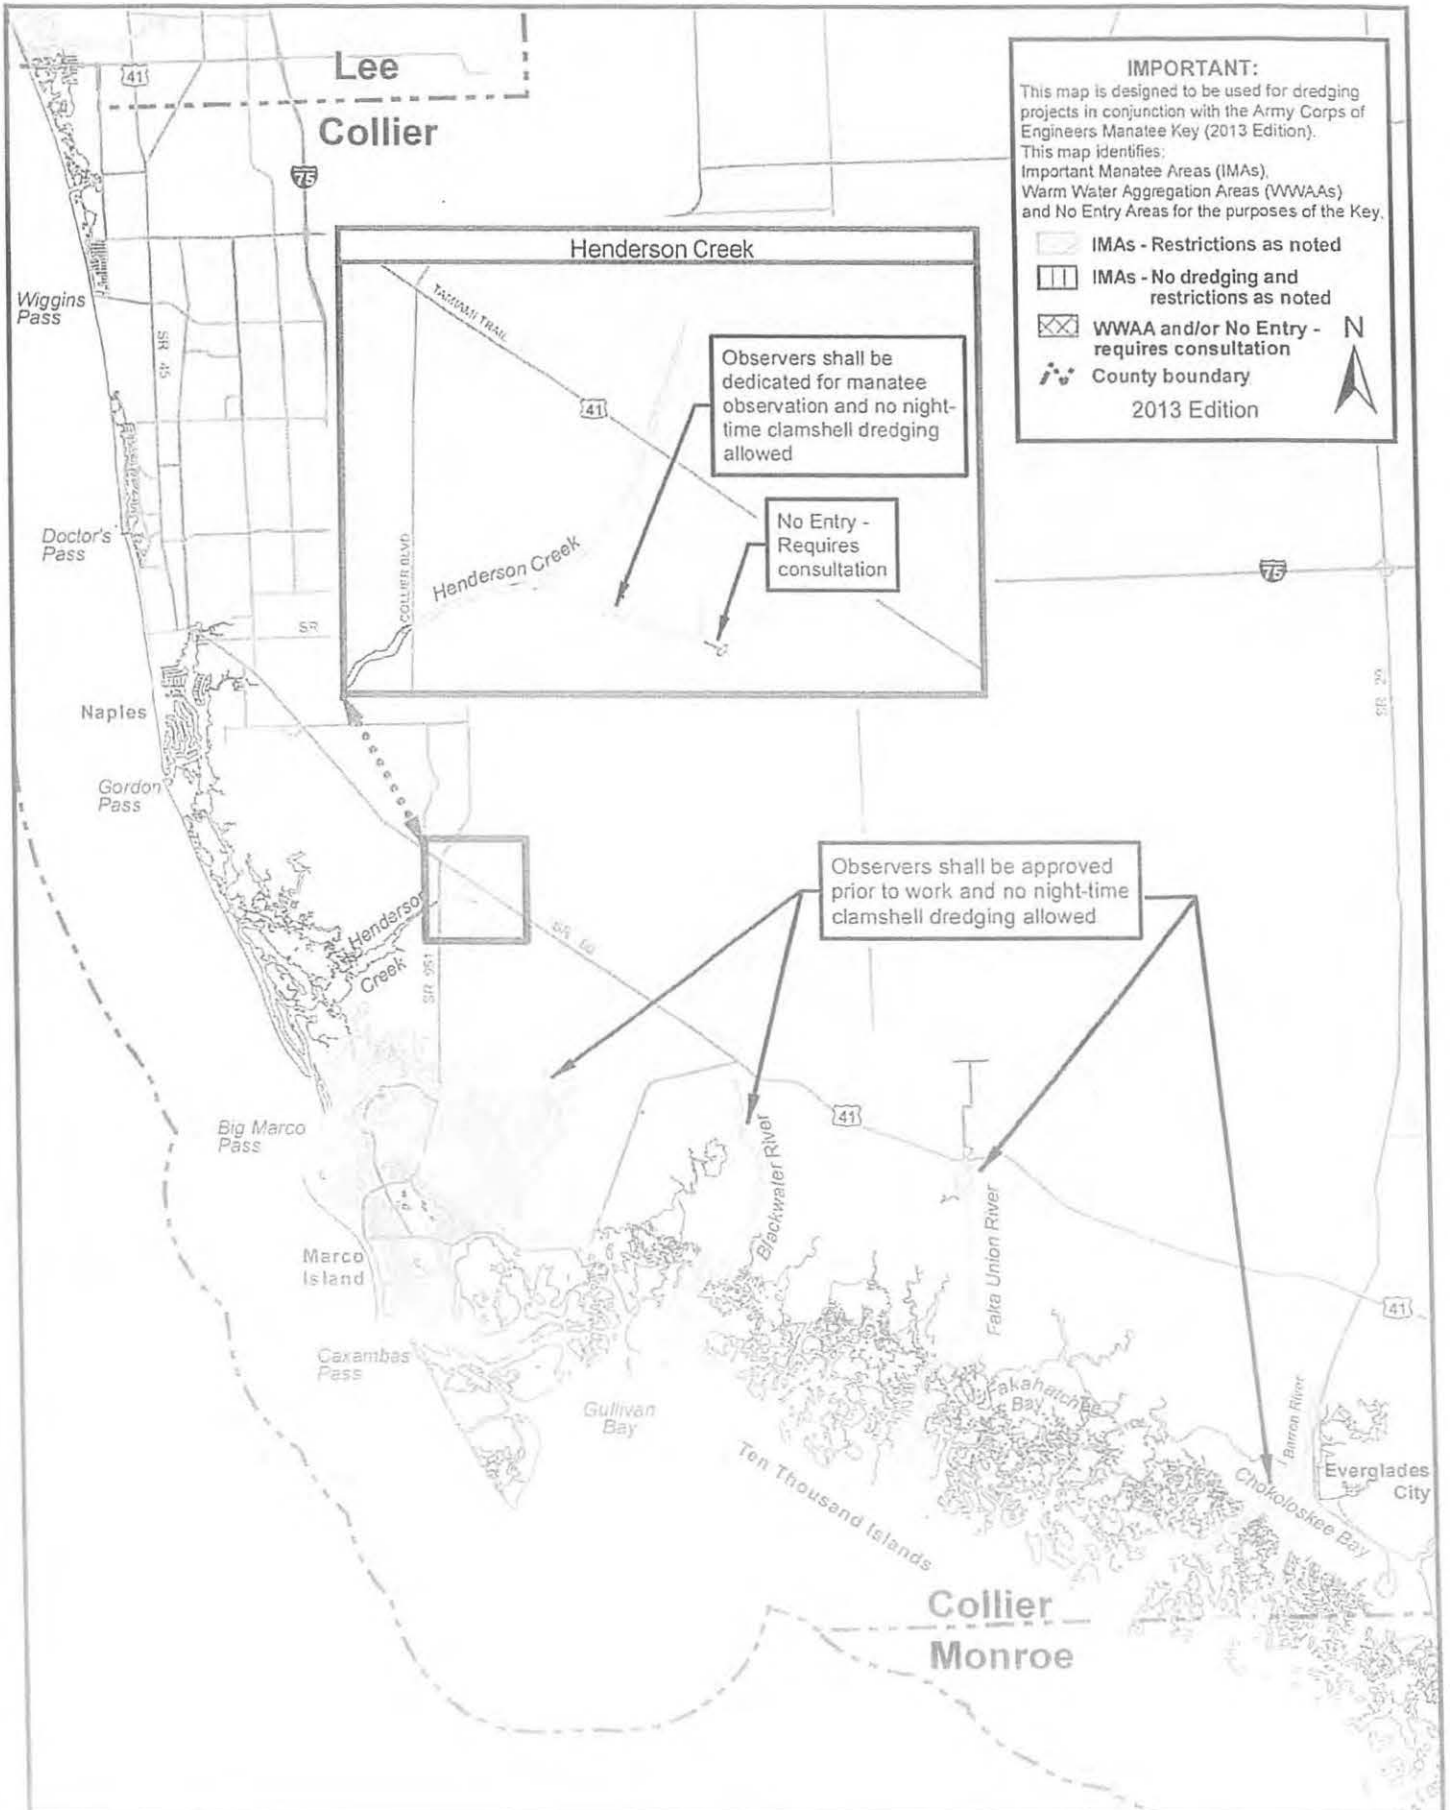 Lee
Collier
41
75
IMPORTANT:
This map is designed to be used for dredging
projects in conjunction with the Army Corps of
Engineers Manatee Key (2013 Edition).
This map identifies:
Important Manatee Areas (IMAs),
Warm Water Aggregation Areas (WWAAs)
and No Entry Areas for the purposes of the Key.
IMAs - Restrictions as noted
IMAs - No dredging and
restrictions as noted
WWAA and/or No Entry -
requires consultation
N
County boundary
2013 Edition
Henderson Creek
TAMIAMI TRAIL
41
Observers shall be
dedicated for manatee
observation and no night-
time clamshell dredging
allowed
No Entry -
Requires
consultation
Henderson Creek
COLLIER BLVD
Wiggins
Pass
SR 45
Doctor's
Pass
SR
75
SR 29
Naples
Gordon
Pass
Henderson
Creek
SR 951
SR 90
Observers shall be approved
prior to work and no night-time
clamshell dredging allowed
Big Marco
Pass
41
Blackwater River
Faka Union River
Marco
Island
41
Caxambas
Pass
Gullivan
Bay
Fakahatchee
Bay
Barron River
Everglades
City
Chokoloskee Bay
Ten Thousand Islands
Collier
Monroe